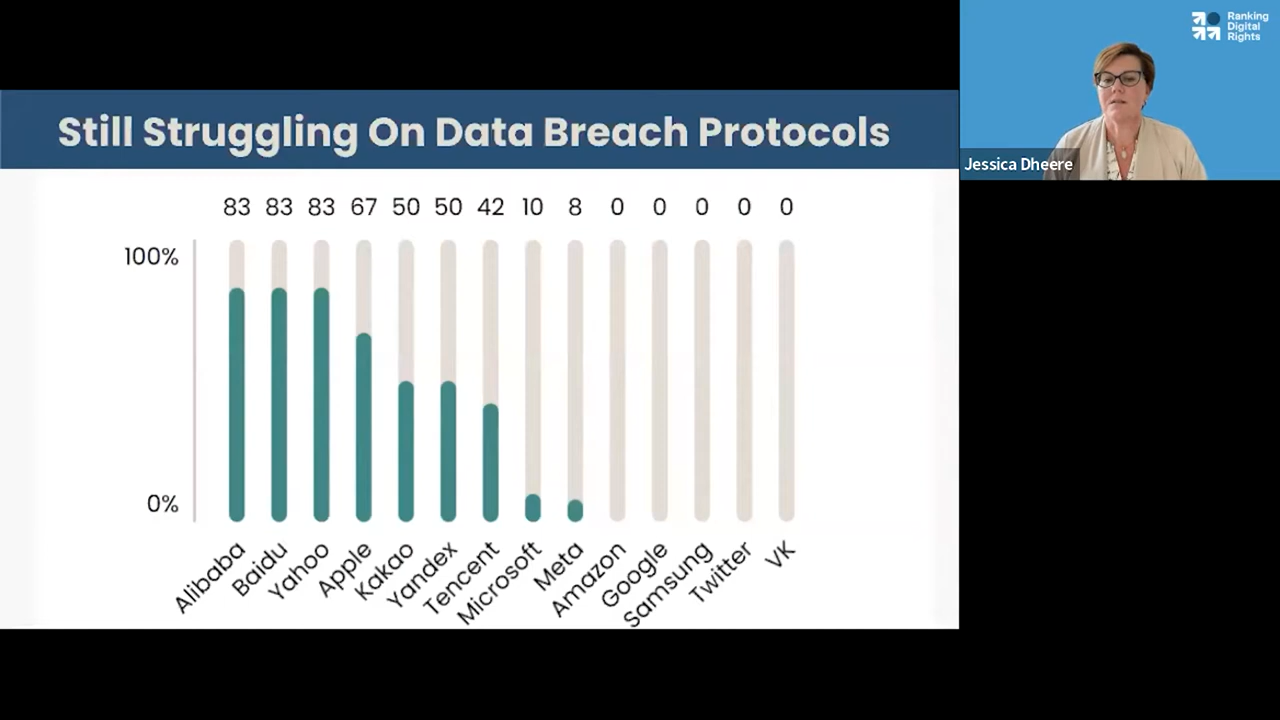 Still Struggling On Data Breach Protocols
83 83 83 67 50 50 42 10 8 0 0 0 0 0
100%
0%
Alibaba
Baidu
Yahoo
Apple
Kakao
Yandex
Tencent
Microsoft
Meta
Amazon
Google
Samsung
Twitter
VK
Ranking
Digital
Rights
Jessica Dheere